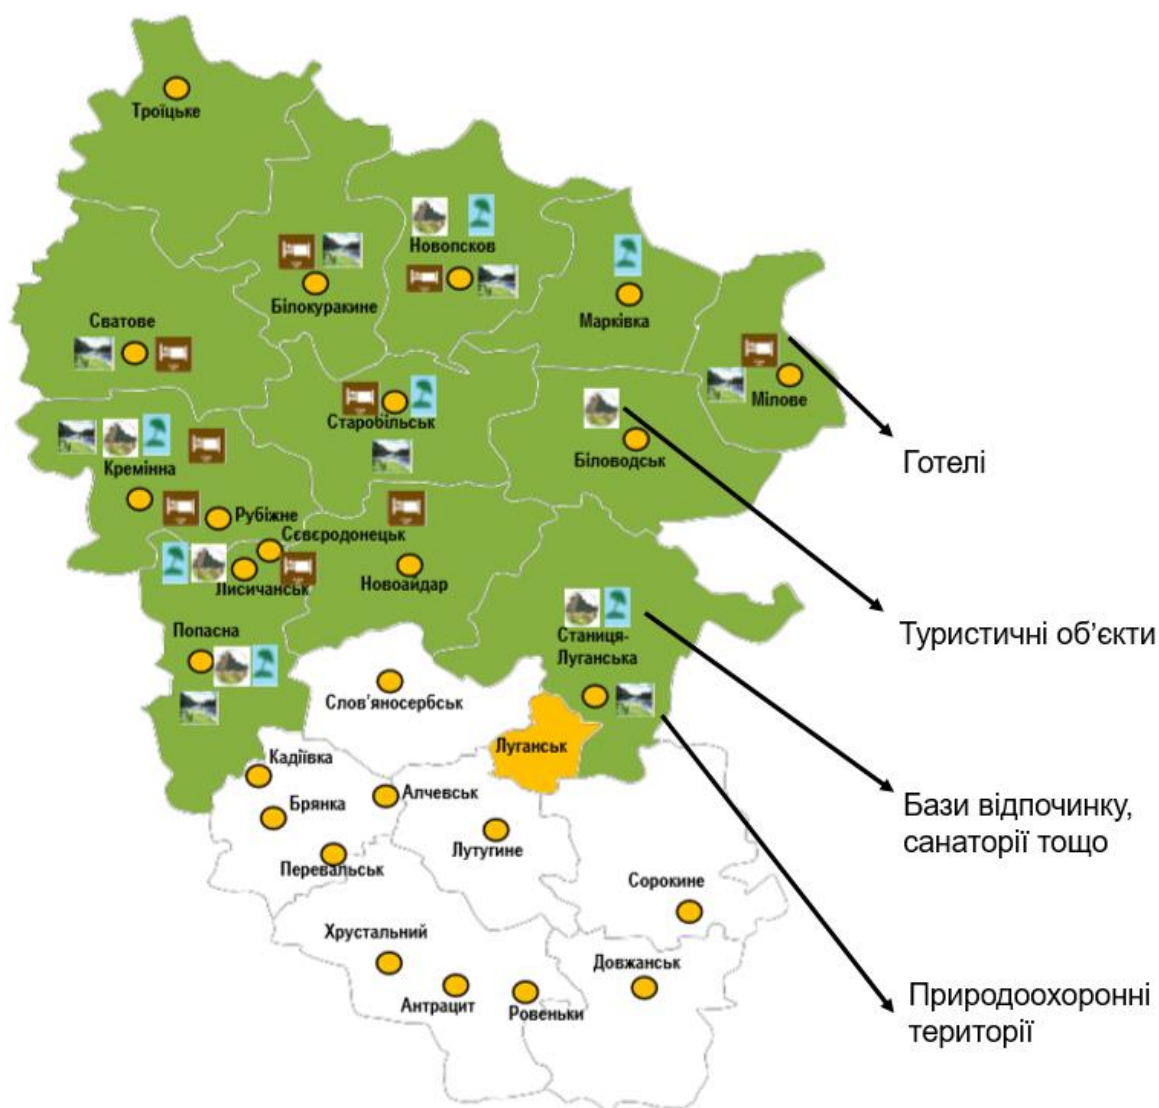 Троїцьке
Новопсков
Білокуракине
Марківка
Сватове
Мілове
Старобільськ
Біловодськ
Готелі
Кремінна
Рубіжне
Сєвєродонецьк
Лисичанськ
Новоайдар
Туристичні об’єкти
Попасна
Станиця-
Луганська
Слов’яносербськ
Луганськ
Кадіївка
Алчевськ
Брянка
Бази відпочинку,
санаторії тощо
Лутугине
Перевальськ
Сорокине
Хрустальний
Довжанськ
Антрацит
Ровеньки
Природоохоронні
території